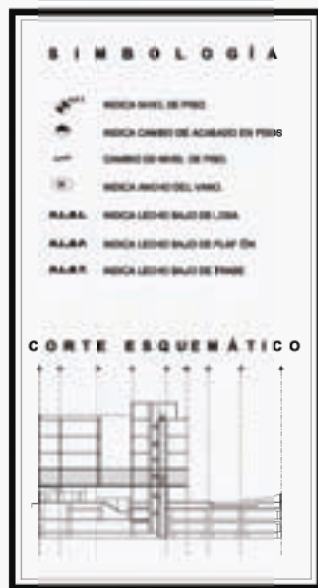 SIMBOLOGÍA
INDICA NIVEL DE PISO
INDICA CAMBIO DE ACABADO EN PISOS
CAMBIO DE NIVEL DE PISO.
INDICA ANCHO DEL VANO.
N.L.B.L. INDICA LECHO BAJO DE LOSA
N.L.B.P. INDICA LECHO BAJO DE PLAFÓN
N.L.B.T. INDICA LECHO BAJO DE TRABE
CORTE ESQUEMÁTICO